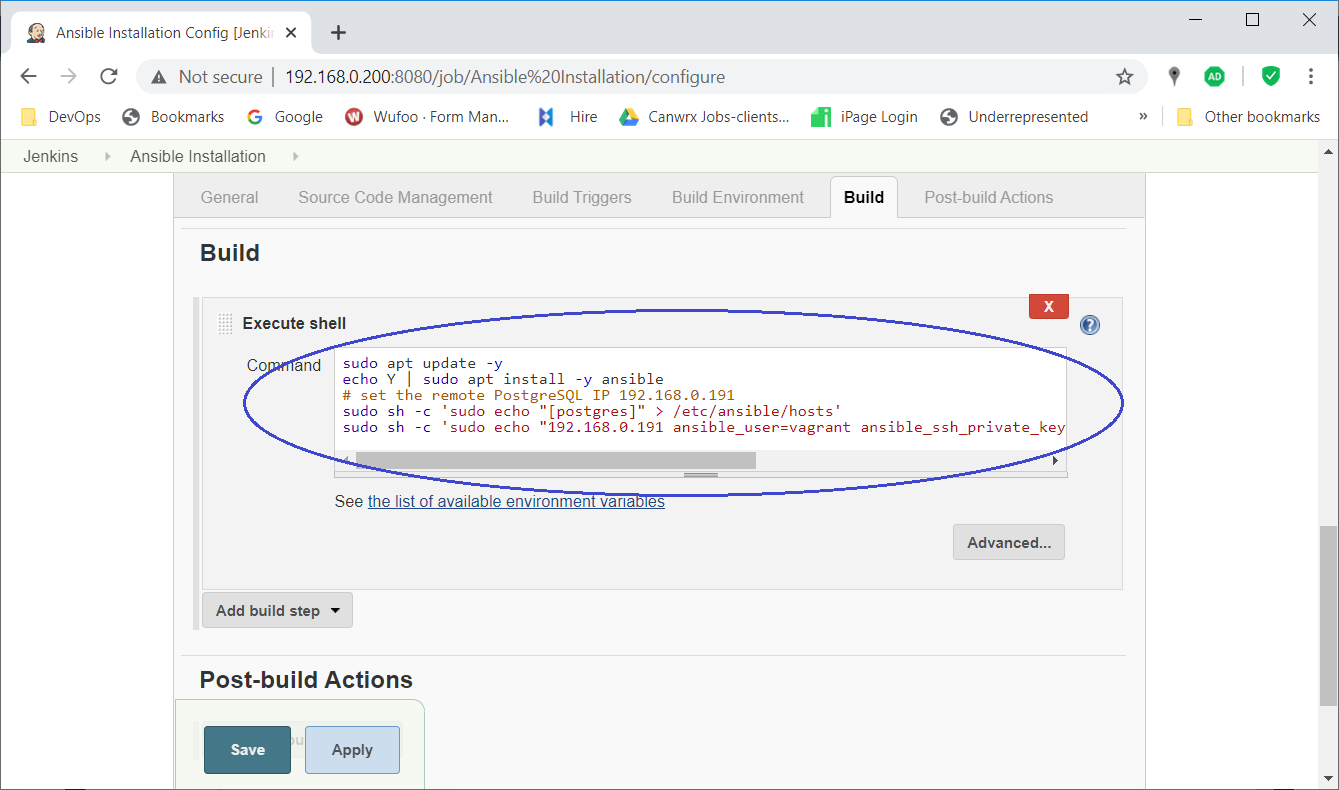 Ansible Installation Config [Jenki
Not secure | 192.168.0.200:8080/job/Ansible%20Installation/configure
AD
DevOps Bookmarks Google Wufoo · Form Man... Hire Canwrx Jobs-clients... iPage Login Underrepresented » Other bookmarks
Jenkins Ansible Installation
General Source Code Management Build Triggers Build Environment Build Post-build Actions
Build
X
Execute shell
?
Command
sudo apt update -y
echo Y | sudo apt install -y ansible
# set the remote PostgreSQL IP 192.168.0.191
sudo sh -c 'sudo echo "[postgres]" > /etc/ansible/hosts'
sudo sh -c 'sudo echo "192.168.0.191 ansible_user=vagrant ansible_ssh_private_key
See the list of available environment variables
Advanced...
Add build step
Post-build Actions
Save Apply